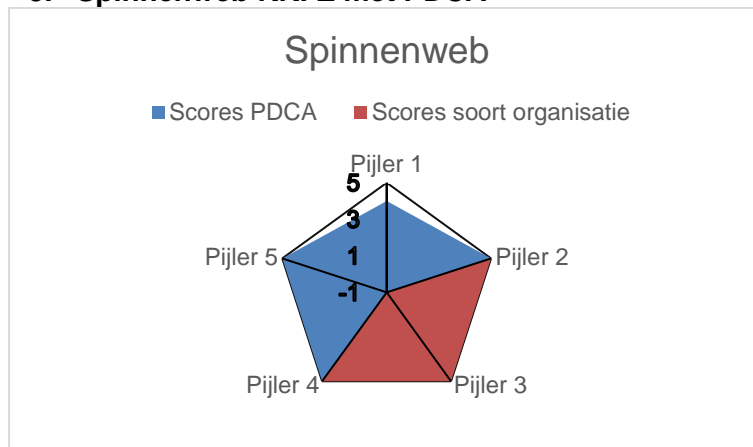 Spinnenweb
Scores PDCA Scores soort organisatie
Pijler 1
5
3
Pijler 5 1 Pijler 2
-1
Pijler 4 Pijler 3